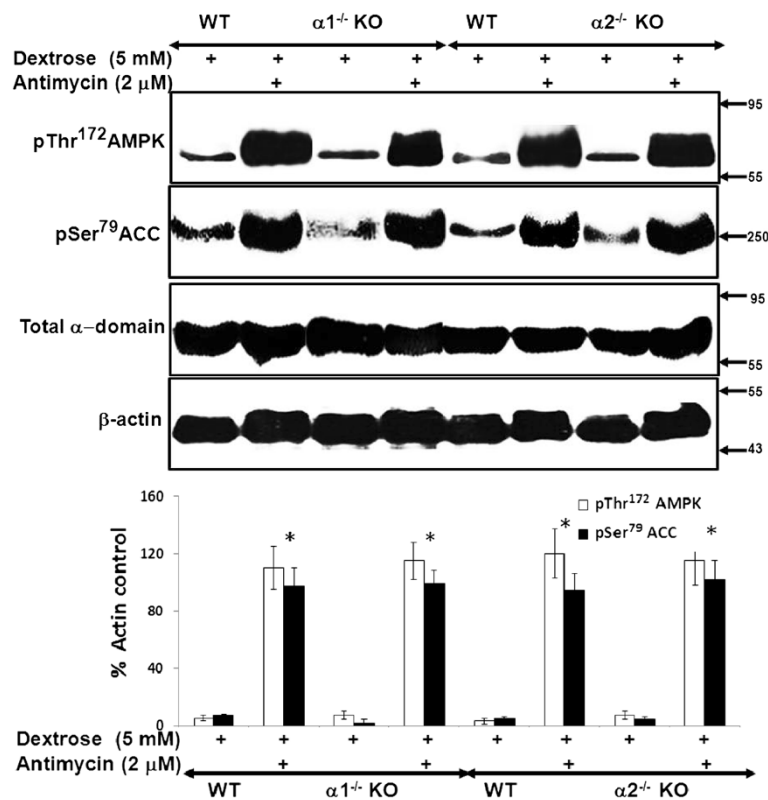 WT α1⁻/⁻ KO WT α2⁻/⁻ KO
Dextrose (5 mM) + + + + + + + +
Antimycin (2 μM) + + + +
95
pThr¹⁷²AMPK
55
pSer⁷⁹ACC
250
95
Total α–domain
55
55
β-actin
43
160
pThr¹⁷² AMPK
* * * *
pSer⁷⁹ ACC
120
% Actin control
80
40
0
Dextrose (5 mM) + + + + + + + +
Antimycin (2 μM) + + + +
WT α1⁻/⁻ KO WT α2⁻/⁻ KO